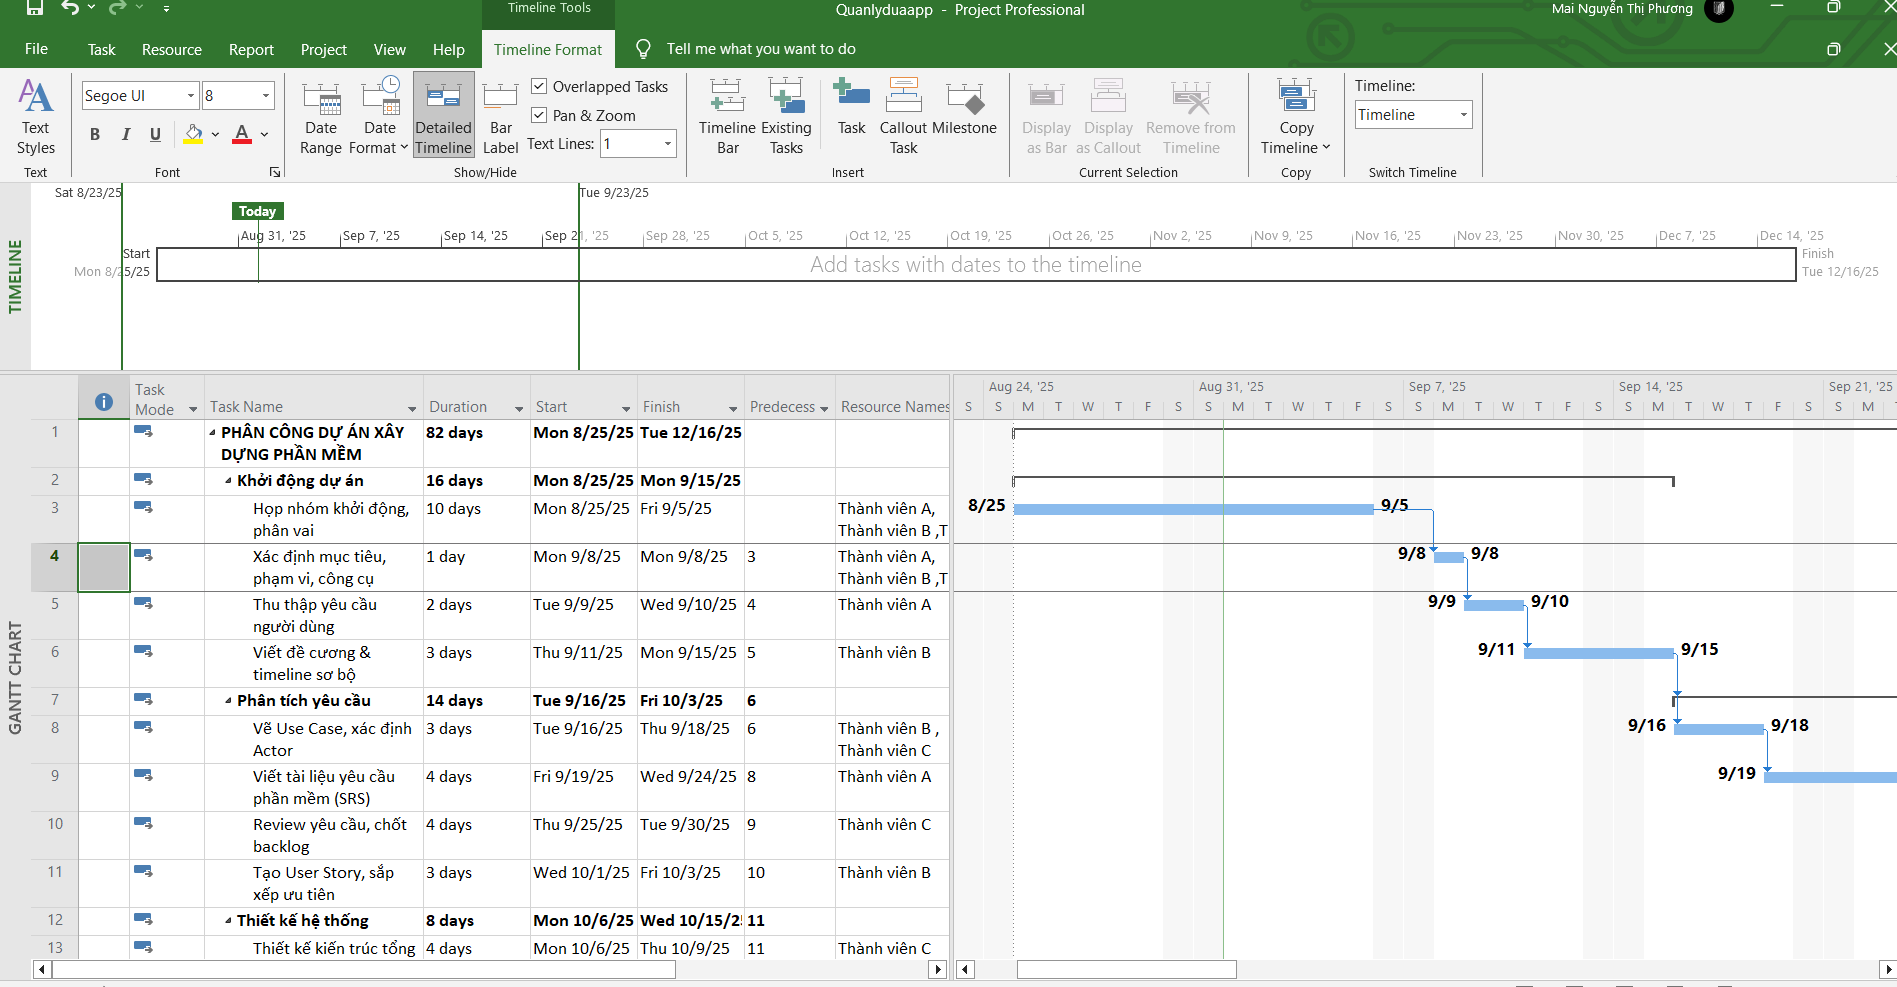 Timeline Tools
Quanlyduaapp - Project Professional
Mai Nguyễn Thị Phương
File Task Resource Report Project View Help Timeline Format Tell me what you want to do
Text Styles
Text
Segoe UI
8
B I U A
Font
Date Range
Date Format
Detailed Timeline
Bar Label
Overlapped Tasks
Pan & Zoom
Text Lines: 1
Show/Hide
Timeline Bar
Existing Tasks
Task
Callout Task
Milestone
Insert
Display as Bar
Display as Callout
Remove from Timeline
Current Selection
Copy Timeline
Copy
Timeline:
Timeline
Switch Timeline
TIMELINE
Sat 8/23/25
Tue 9/23/25
Today
Aug 31, '25 Sep 7, '25 Sep 14, '25 Sep 21, '25 Sep 28, '25 Oct 5, '25 Oct 12, '25 Oct 19, '25 Oct 26, '25 Nov 2, '25 Nov 9, '25 Nov 16, '25 Nov 23, '25 Nov 30, '25 Dec 7, '25 Dec 14, '25
Start
Mon 8/25/25
Add tasks with dates to the timeline
Finish
Tue 12/16/25
GANTT CHART
Task Mode Task Name Duration Start Finish Predecess Resource Names
1 PHÂN CÔNG DỰ ÁN XÂY DỰNG PHẦN MỀM 82 days Mon 8/25/25 Tue 12/16/25
2 Khởi động dự án 16 days Mon 8/25/25 Mon 9/15/25
3 Họp nhóm khởi động, phân vai 10 days Mon 8/25/25 Fri 9/5/25 Thành viên A, Thành viên B ,T
4 Xác định mục tiêu, phạm vi, công cụ 1 day Mon 9/8/25 Mon 9/8/25 3 Thành viên A, Thành viên B ,T
5 Thu thập yêu cầu người dùng 2 days Tue 9/9/25 Wed 9/10/25 4 Thành viên A
6 Viết đề cương & timeline sơ bộ 3 days Thu 9/11/25 Mon 9/15/25 5 Thành viên B
7 Phân tích yêu cầu 14 days Tue 9/16/25 Fri 10/3/25 6
8 Vẽ Use Case, xác định Actor 3 days Tue 9/16/25 Thu 9/18/25 6 Thành viên B , Thành viên C
9 Viết tài liệu yêu cầu phần mềm (SRS) 4 days Fri 9/19/25 Wed 9/24/25 8 Thành viên A
10 Review yêu cầu, chốt backlog 4 days Thu 9/25/25 Tue 9/30/25 9 Thành viên C
11 Tạo User Story, sắp xếp ưu tiên 3 days Wed 10/1/25 Fri 10/3/25 10 Thành viên B
12 Thiết kế hệ thống 8 days Mon 10/6/25 Wed 10/15/2 11
13 Thiết kế kiến trúc tổng 4 days Mon 10/6/25 Thu 10/9/25 11 Thành viên C
Aug 24, '25 Aug 31, '25 Sep 7, '25 Sep 14, '25 Sep 21, '25
S S M T W T F S S M T W T F S S M T W T F S S M T W T F S S M
8/25 9/5
9/8 9/8
9/9 9/10
9/11 9/15
9/16 9/18
9/19